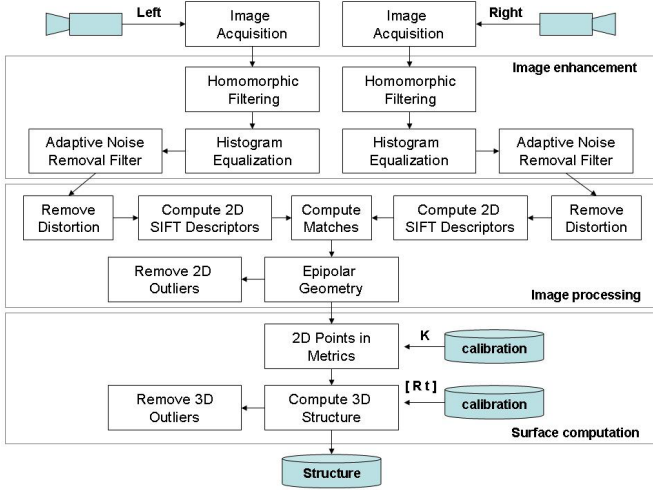 Left
Image
Acquisition
Image
Acquisition
Right
Image enhancement
Homomorphic
Filtering
Homomorphic
Filtering
Adaptive Noise
Removal Filter
Histogram
Equalization
Histogram
Equalization
Adaptive Noise
Removal Filter
Remove
Distortion
Compute 2D
SIFT Descriptors
Compute
Matches
Compute 2D
SIFT Descriptors
Remove
Distortion
Remove 2D
Outliers
Epipolar
Geometry
Image processing
2D Points in
Metrics
K
calibration
Remove 3D
Outliers
Compute 3D
Structure
[ R t ]
calibration
Surface computation
Structure